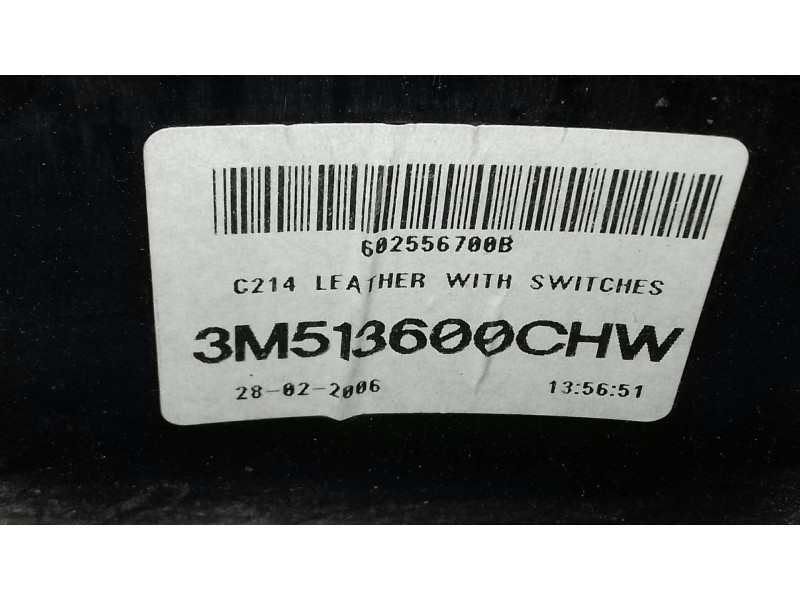 602556700B
C214 LEATHER WITH SWITCHES
3M513600CHW
28-02-2006 13:56:51